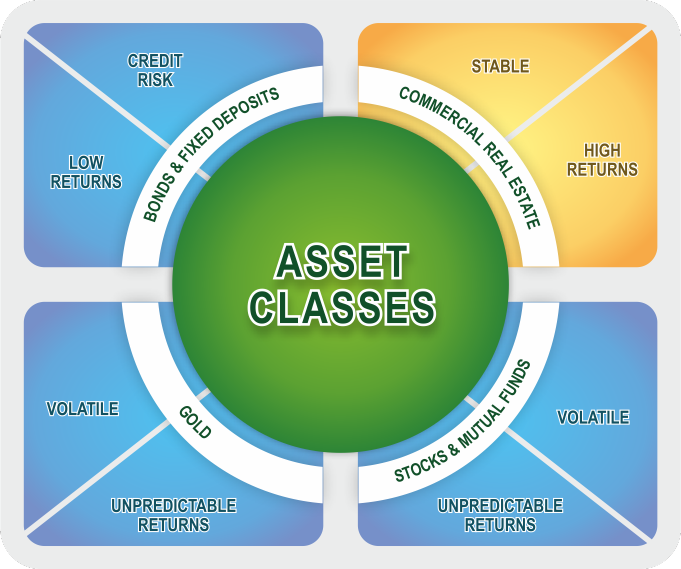 CREDIT
RISK
LOW
RETURNS
BONDS & FIXED DEPOSITS
STABLE
HIGH
RETURNS
COMMERCIAL REAL ESTATE
ASSET
CLASSES
VOLATILE
UNPREDICTABLE
RETURNS
GOLD
STOCKS & MUTUAL FUNDS
VOLATILE
UNPREDICTABLE
RETURNS